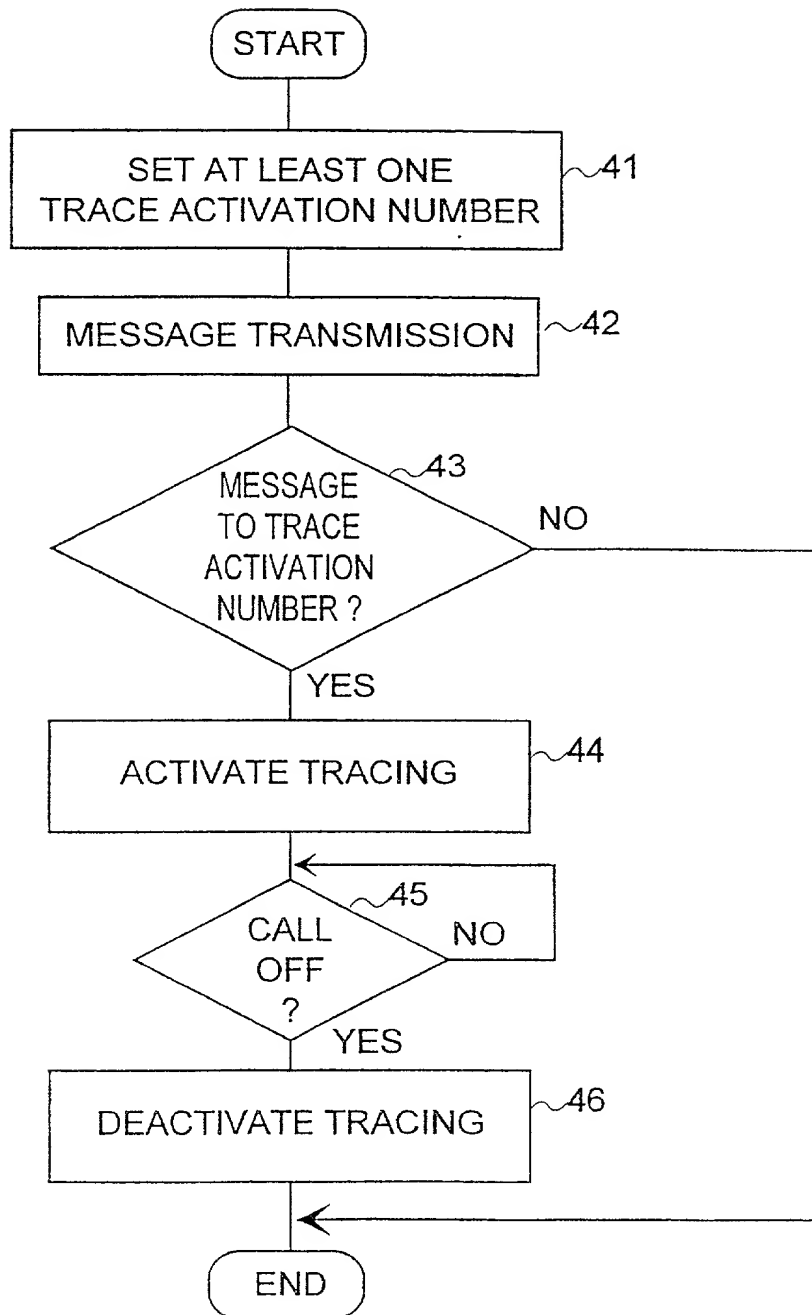 START
SET AT LEAST ONE
TRACE ACTIVATION NUMBER
41
MESSAGE TRANSMISSION
42
43
MESSAGE
TO TRACE
ACTIVATION
NUMBER ?
NO
YES
ACTIVATE TRACING
44
45
CALL
OFF
?
NO
YES
DEACTIVATE TRACING
46
END